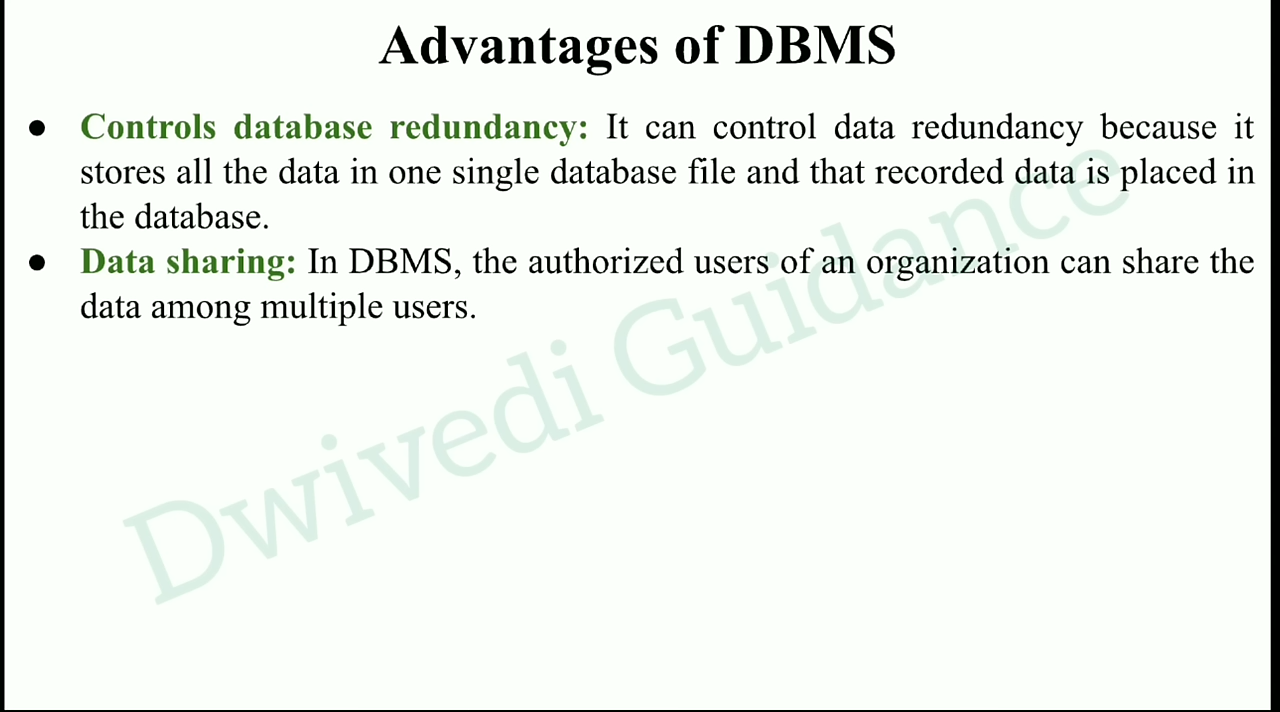 Advantages of DBMS
● Controls database redundancy: It can control data redundancy because it
stores all the data in one single database file and that recorded data is placed in
the database.
● Data sharing: In DBMS, the authorized users of an organization can share the
data among multiple users.
Dwivedi Guidance